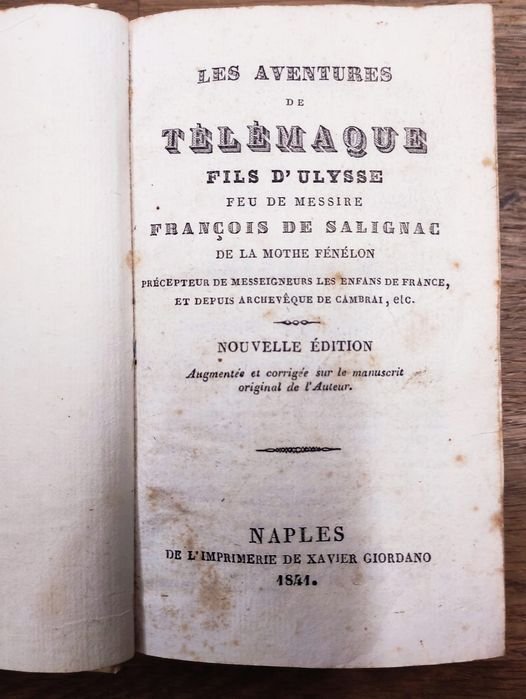 LES AVENTURES
DE
TÉLÉMAQUE
FILS D'ULYSSE
FEU DE MESSIRE
FRANÇOIS DE SALIGNAC
DE LA MOTHE FÉNÉLON
PRÉCEPTEUR DE MESSEIGNEURS LES ENFANS DE FRANCE,
ET DEPUIS ARCHEVÊQUE DE CAMBRAI, etc.
NOUVELLE ÉDITION
Augmentée et corrigée sur le manuscrit
original de l'Auteur.
NAPLES
DE L'IMPRIMERIE DE XAVIER GIORDANO
1841.